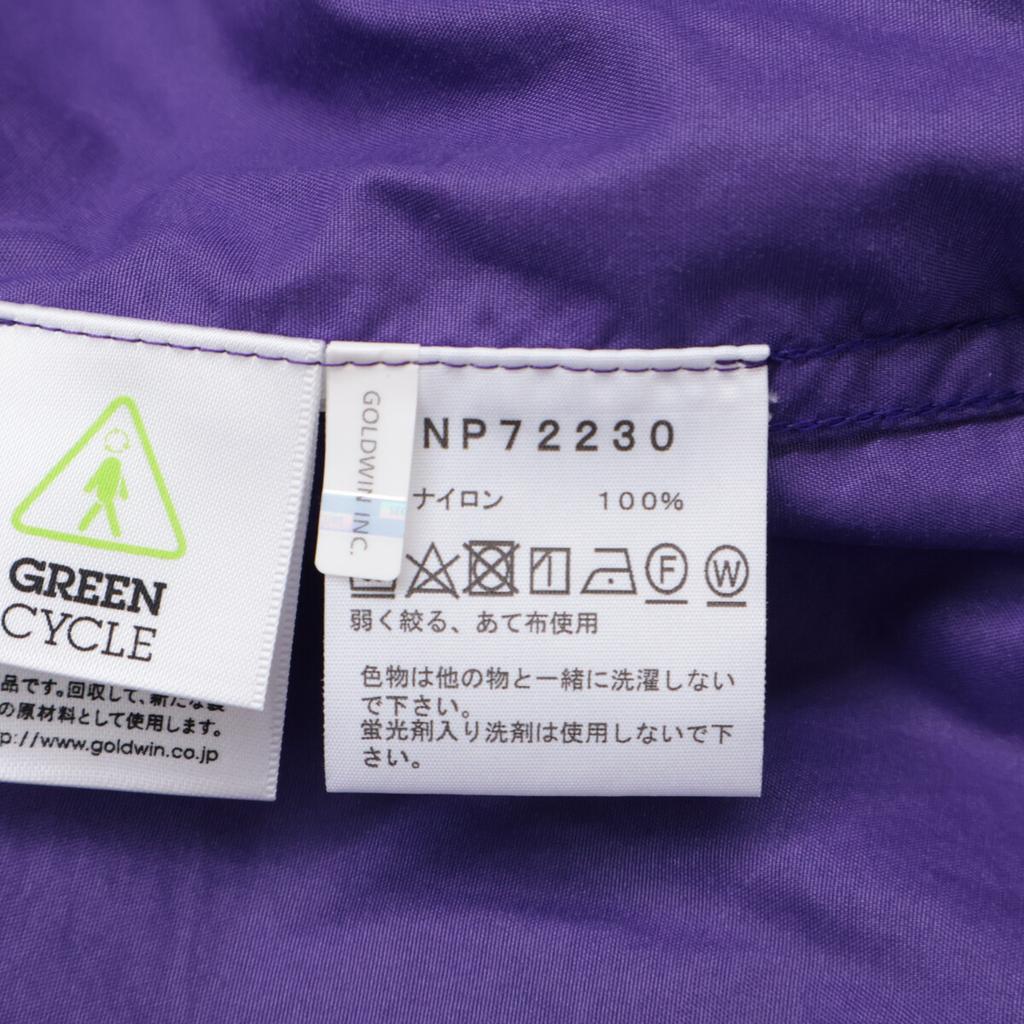 GREEN
CYCLE
品です。回収して、新たな製
の原材料として使用します。
p://www.goldwin.co.jp
GOLDWIN INC.
NP72230
ナイロン 100%
F W
弱く絞る、あて布使用
色物は他の物と一緒に洗濯しない
で下さい。
蛍光剤入り洗剤は使用しないで下
さい。